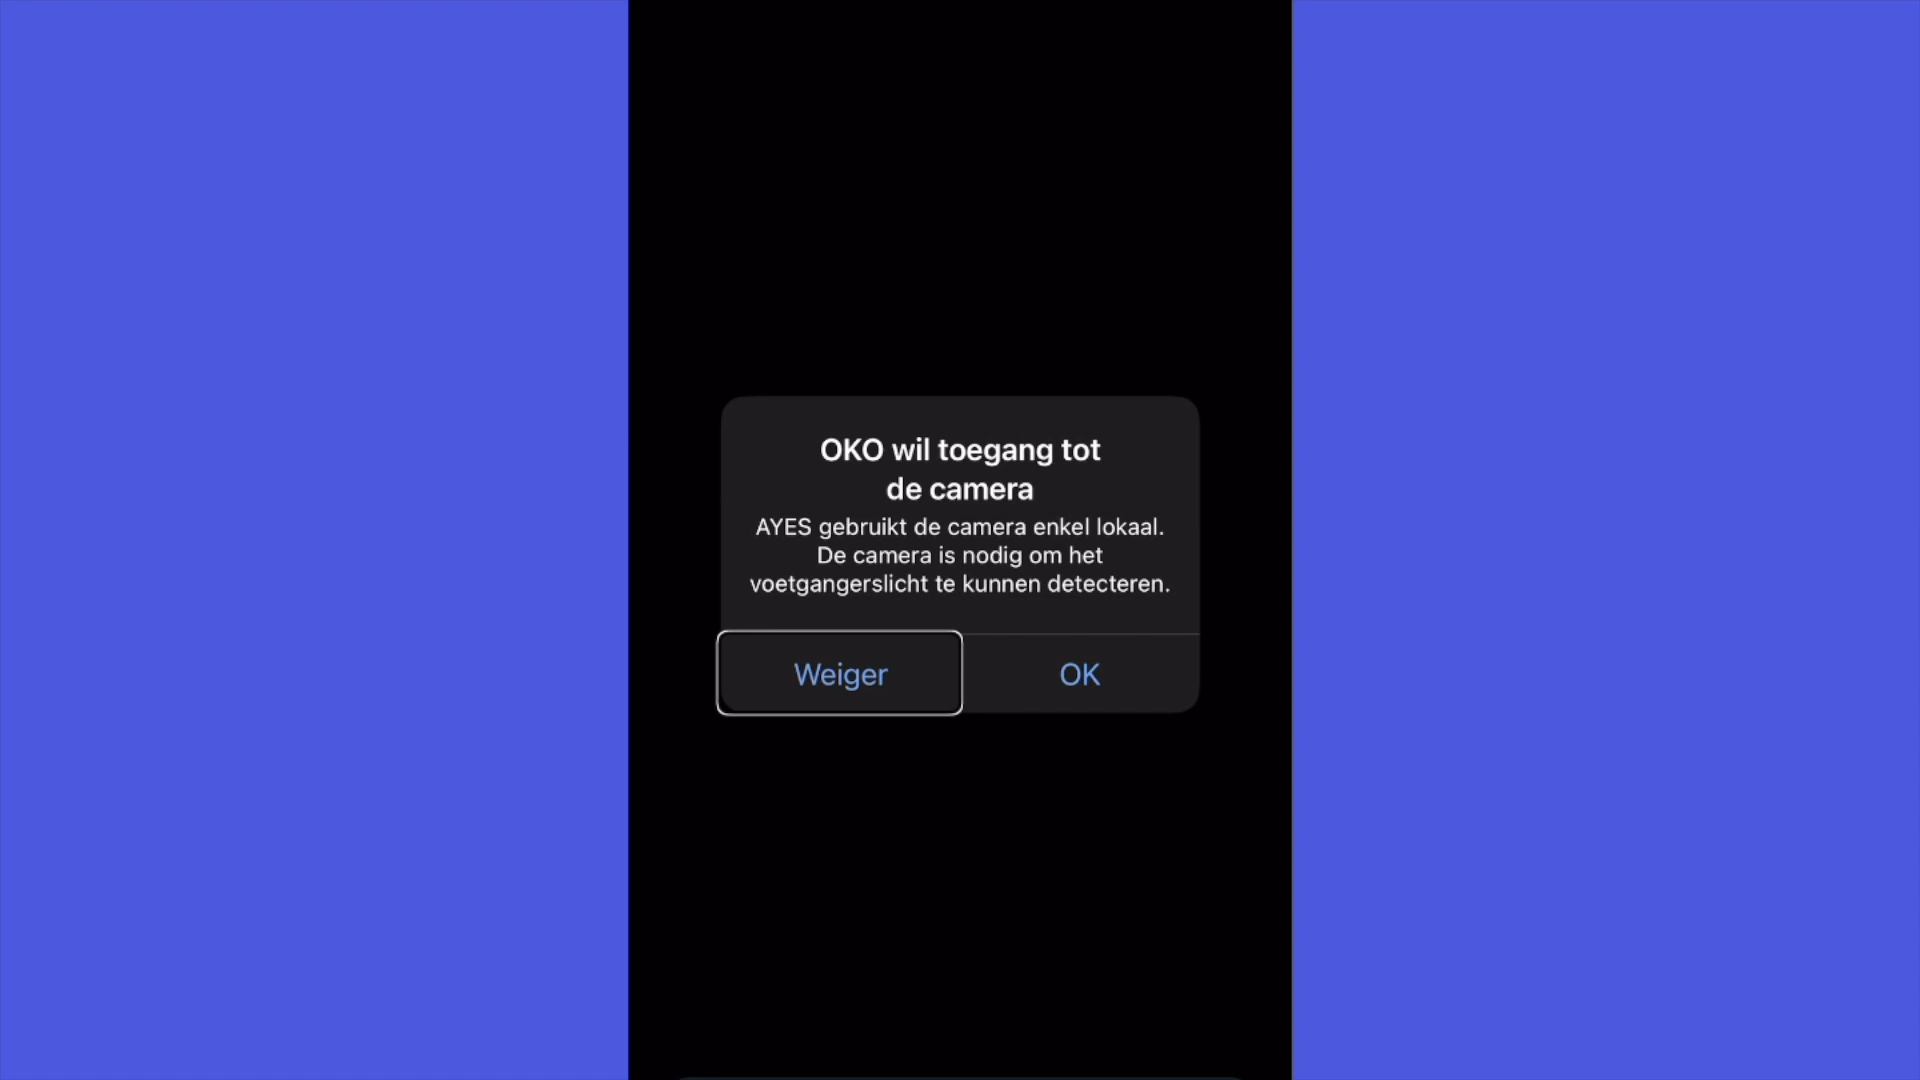 OKO wil toegang tot
de camera
AYES gebruikt de camera enkel lokaal.
De camera is nodig om het
voetgangerslicht te kunnen detecteren.
Weiger
OK